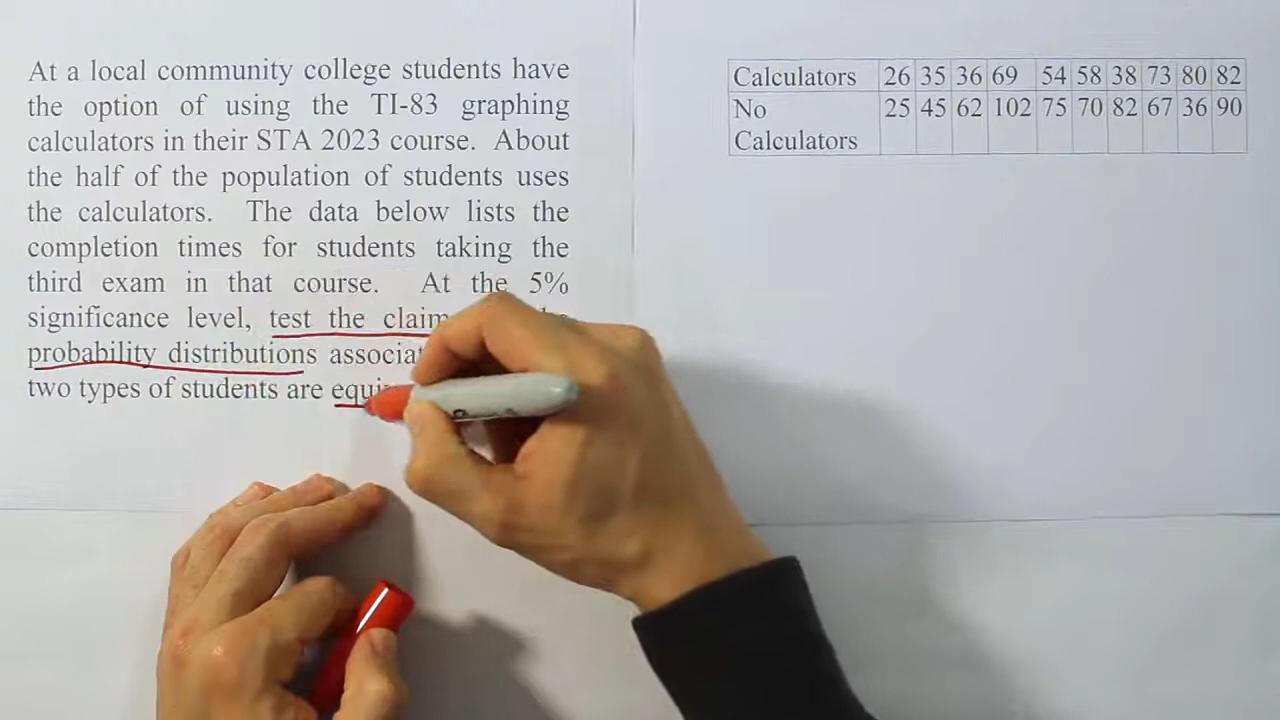 At a local community college students have
the option of using the TI-83 graphing
calculators in their STA 2023 course. About
the half of the population of students uses
the calculators. The data below lists the
completion times for students taking the
third exam in that course. At the 5%
significance level, test the claim
probability distributions
two types of students are
Calculators 26 35 36 69 54 58 38 73 80 82
No 25 45 62 102 75 70 82 67 36 90
Calculators